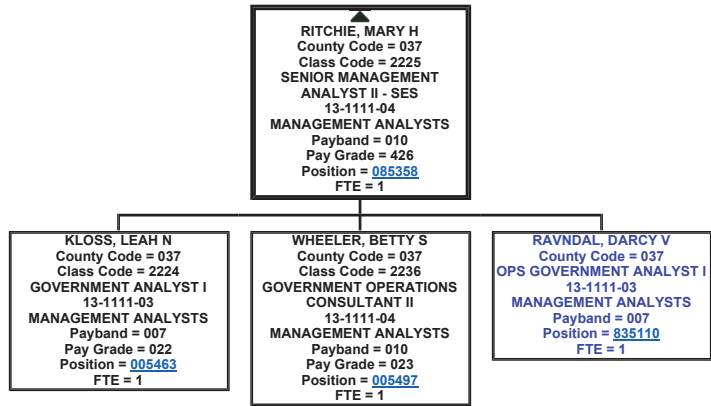 RITCHIE, MARY H
County Code = 037
Class Code = 2225
SENIOR MANAGEMENT
ANALYST II - SES
13-1111-04
MANAGEMENT ANALYSTS
Payband = 010
Pay Grade = 426
Position = 085358
FTE = 1
KLOSS, LEAH N
County Code = 037
Class Code = 2224
GOVERNMENT ANALYST I
13-1111-03
MANAGEMENT ANALYSTS
Payband = 007
Pay Grade = 022
Position = 005463
FTE = 1
WHEELER, BETTY S
County Code = 037
Class Code = 2236
GOVERNMENT OPERATIONS
CONSULTANT II
13-1111-04
MANAGEMENT ANALYSTS
Payband = 010
Pay Grade = 023
Position = 005497
FTE = 1
RAVNDAL, DARCY V
County Code = 037
OPS GOVERNMENT ANALYST I
13-1111-03
MANAGEMENT ANALYSTS
Payband = 007
Position = 835110
FTE = 1